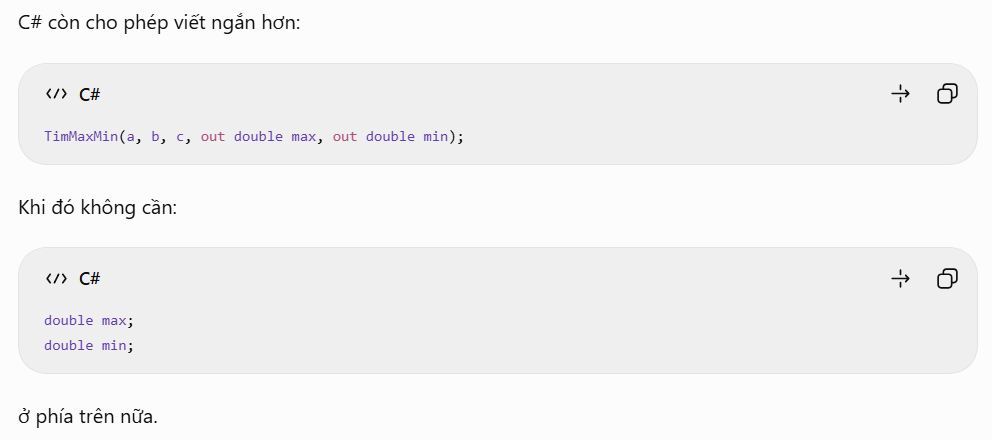 C# còn cho phép viết ngắn hơn:
</> C#
TimMaxMin(a, b, c, out double max, out double min);
Khi đó không cần:
</> C#
double max;
double min;
ở phía trên nữa.